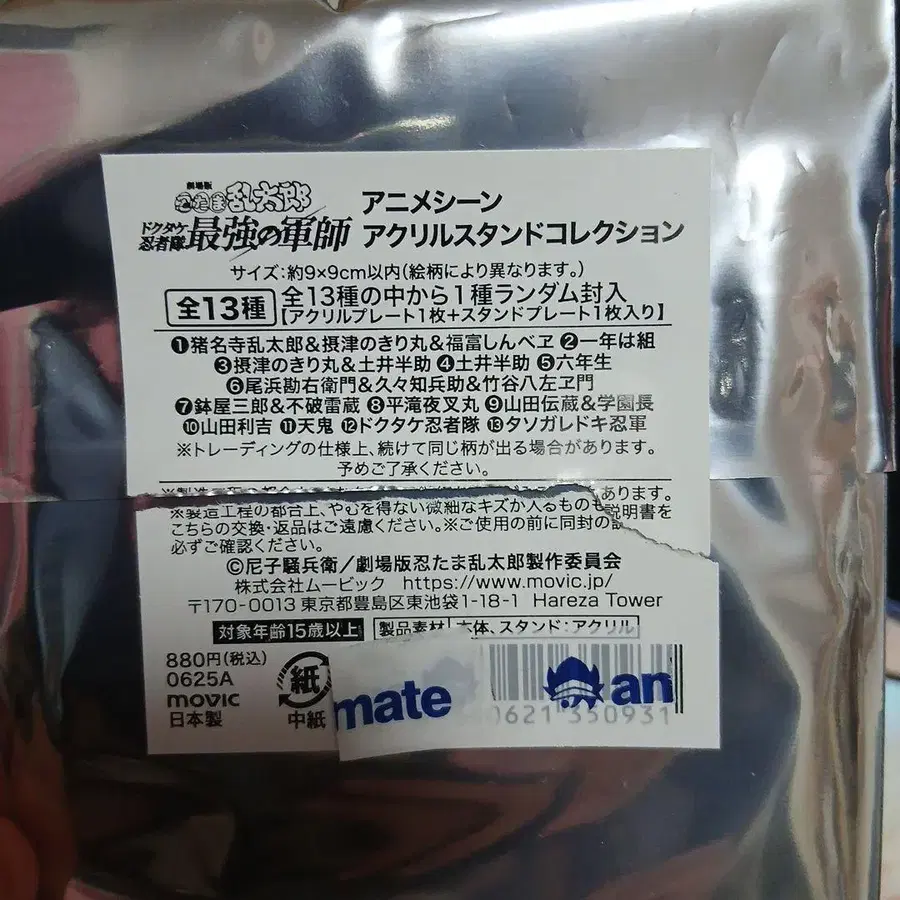 劇場版
忍たま乱太郎 アニメシーン
ドクタケ忍者隊 最強の軍師 アクリルスタンドコレクション
サイズ:約9×9cm以内(絵柄により異なります。)
全13種 全13種の中から1種ランダム封入
【アクリルプレート1枚+スタンドプレート1枚入り】
❶猪名寺乱太郎&摂津のきり丸&福富しんベヱ ❷一年は組
❸摂津のきり丸&土井半助 ❹土井半助 ❺六年生
❻尾浜勘右衛門&久々知兵助&竹谷八左ヱ門
❼鉢屋三郎&不破雷蔵 ❽平滝夜叉丸 ❾山田伝蔵&学園長
❿山田利吉 ⓫天鬼 ⓬ドクタケ忍者隊 ⓭タソガレドキ忍軍
※トレーディングの仕様上、続けて同じ柄が出る場合があります。
予めご了承ください。
※製造工程の都合上、やむを得ない微細なキズが入るものもあります。
こちらの交換・返品はご遠慮ください。※ご使用の前に同封の説明書を
必ずご確認ください。
©尼子騒兵衛/劇場版忍たま乱太郎製作委員会
株式会社ムービック https://www.movic.jp/
〒170-0013 東京都豊島区東池袋1-18-1 Hareza Tower
対象年齢15歳以上 製品素材 本体、スタンド:アクリル
880円(税込)
0625A
movic
日本製
紙
中紙
mate an
0621 350931